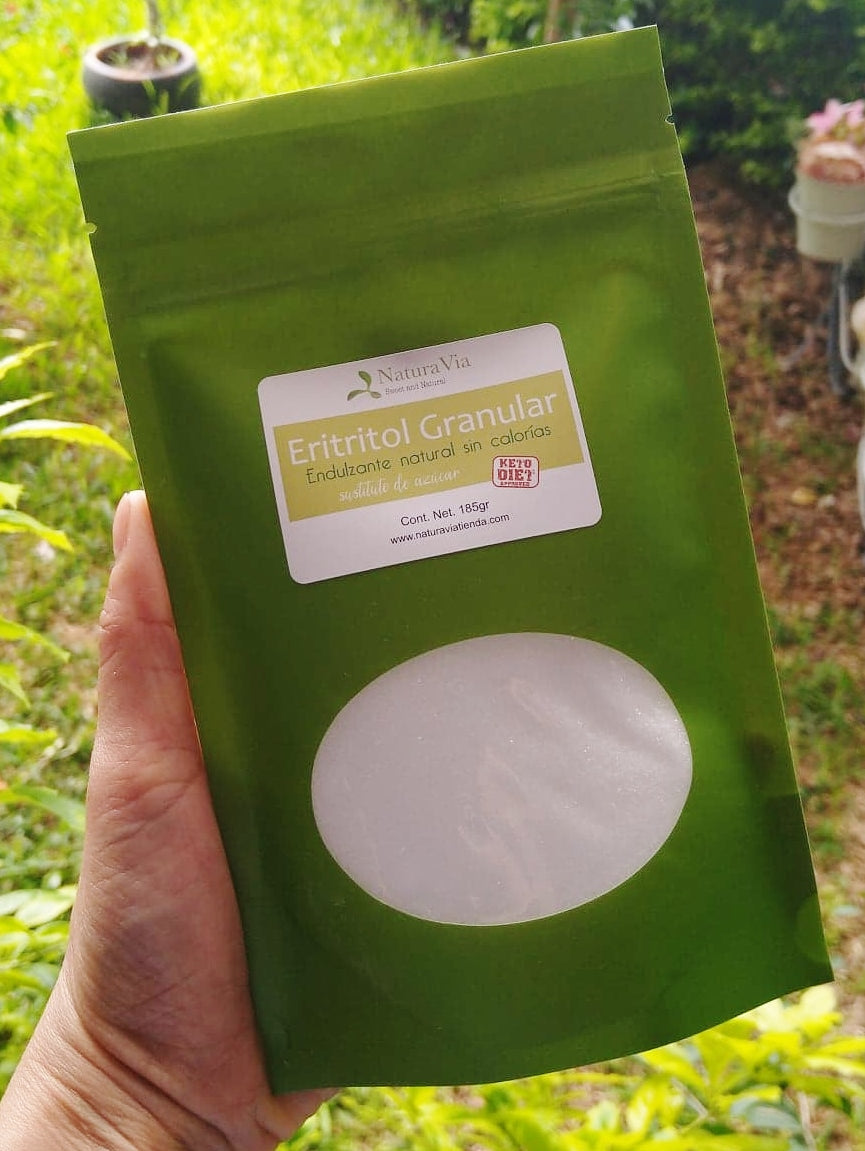 NaturaVia
Sweet and Natural
Eritritol Granular
Endulzante natural sin calorías
sustituto de azúcar
KETO
DIET
APPROVED
Cont. Net. 185gr
www.naturaviatienda.com